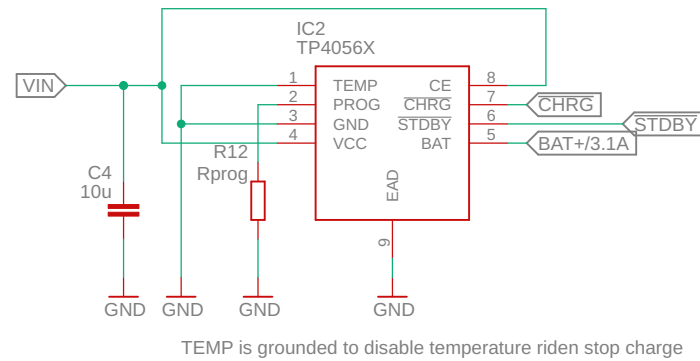 IC2
TP4056X
VIN
1 TEMP CE 8
2 PROG CHRG 7 CHRG
3 GND STDBY 6 STDBY
4 VCC BAT 5 BAT+/3.1A
R12
Rprog
C4
10u
EAD
9
GND GND GND GND
TEMP is grounded to disable temperature riden stop charge